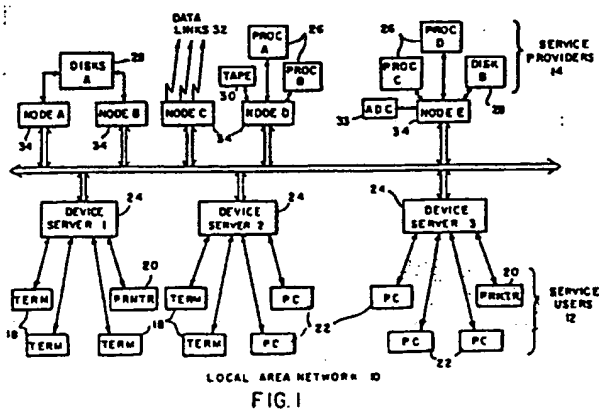 DATA
LINKS 32
PROC
A
26
DISKS
A
28
TAPE
30
PROC
B
NODE A
34
NODE B
34
NODE C
34
NODE D
26
PROC
D
PROC
C
DISK
B
28
ADC
33
NODE E
34
SERVICE
PROVIDERS
14
DEVICE
SERVER 1
24
DEVICE
SERVER 2
24
DEVICE
SERVER 3
24
TERM
18
TERM
TERM
PRNTR
20
TERM
18
TERM
PC
PC
22
PC
PC
PC
22
PRNTR
20
SERVICE
USERS
12
LOCAL AREA NETWORK 10
FIG. 1